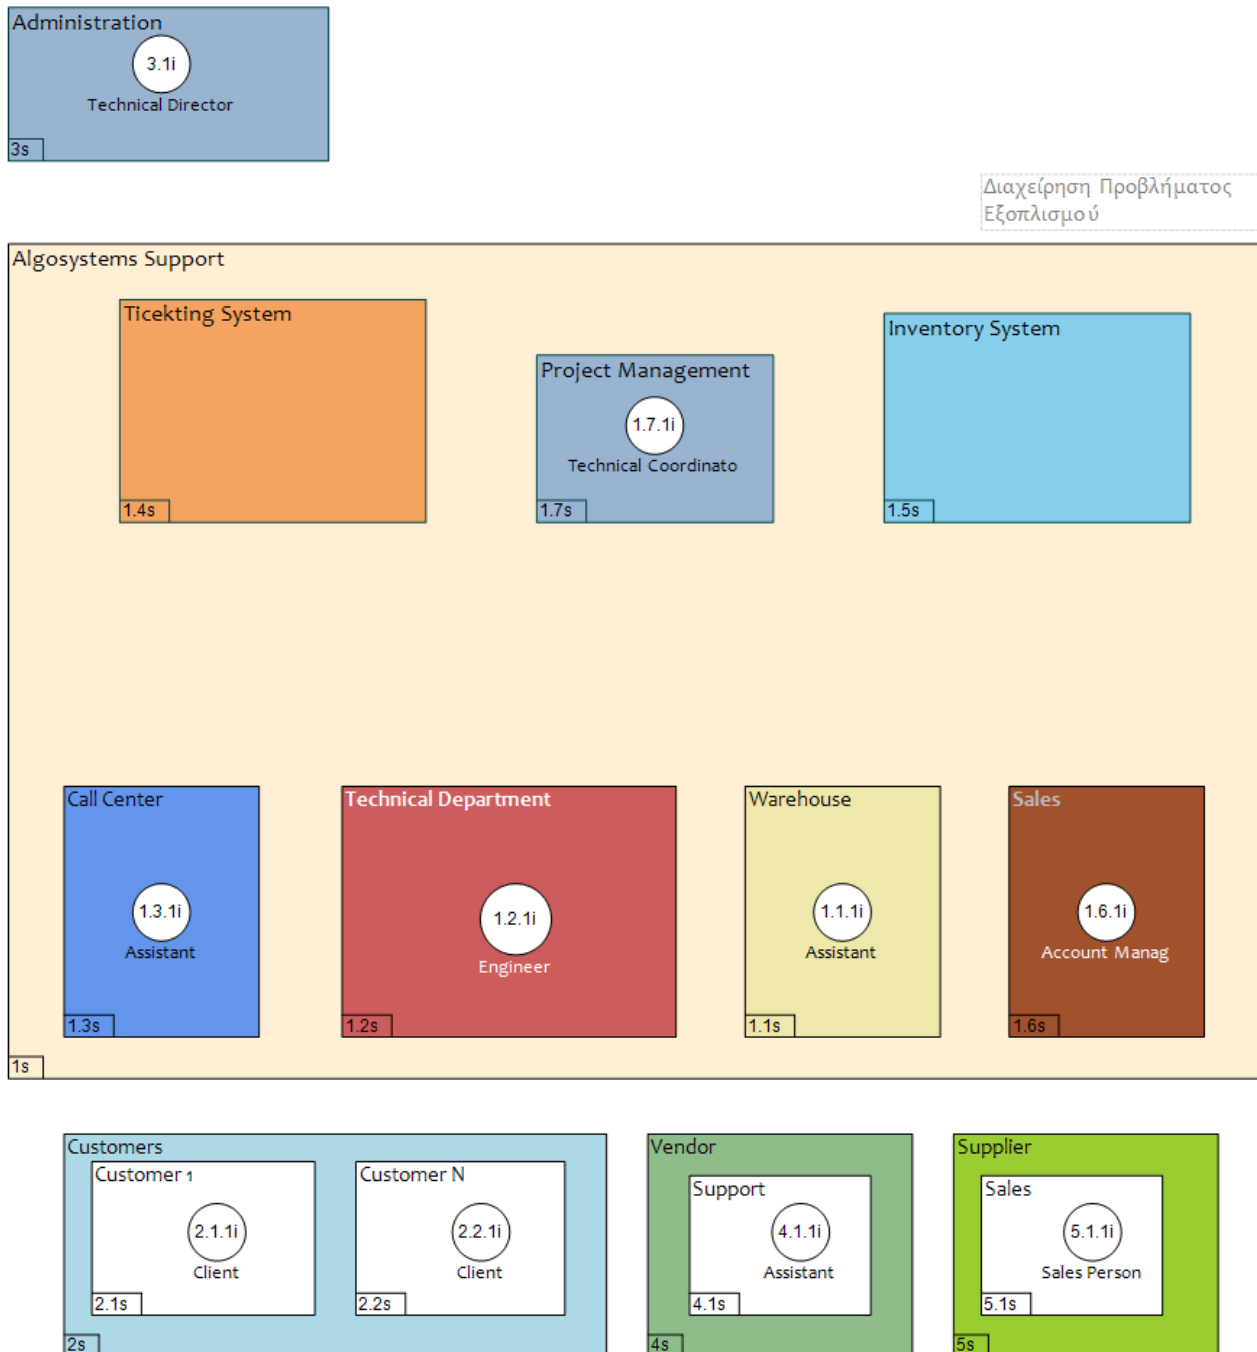 Administration
3.1i
Technical Director
3s
Διαχείρηση Προβλήματος
Εξοπλισμού
Algosystems Support
Ticekting System
1.4s
Project Management
1.7.1i
Technical Coordinato
1.7s
Inventory System
1.5s
Call Center
1.3.1i
Assistant
1.3s
Technical Department
1.2.1i
Engineer
1.2s
Warehouse
1.1.1i
Assistant
1.1s
Sales
1.6.1i
Account Manag
1.6s
1s
Customers
Customer 1
2.1.1i
Client
2.1s
Customer N
2.2.1i
Client
2.2s
2s
Vendor
Support
4.1.1i
Assistant
4.1s
4s
Supplier
Sales
5.1.1i
Sales Person
5.1s
5s